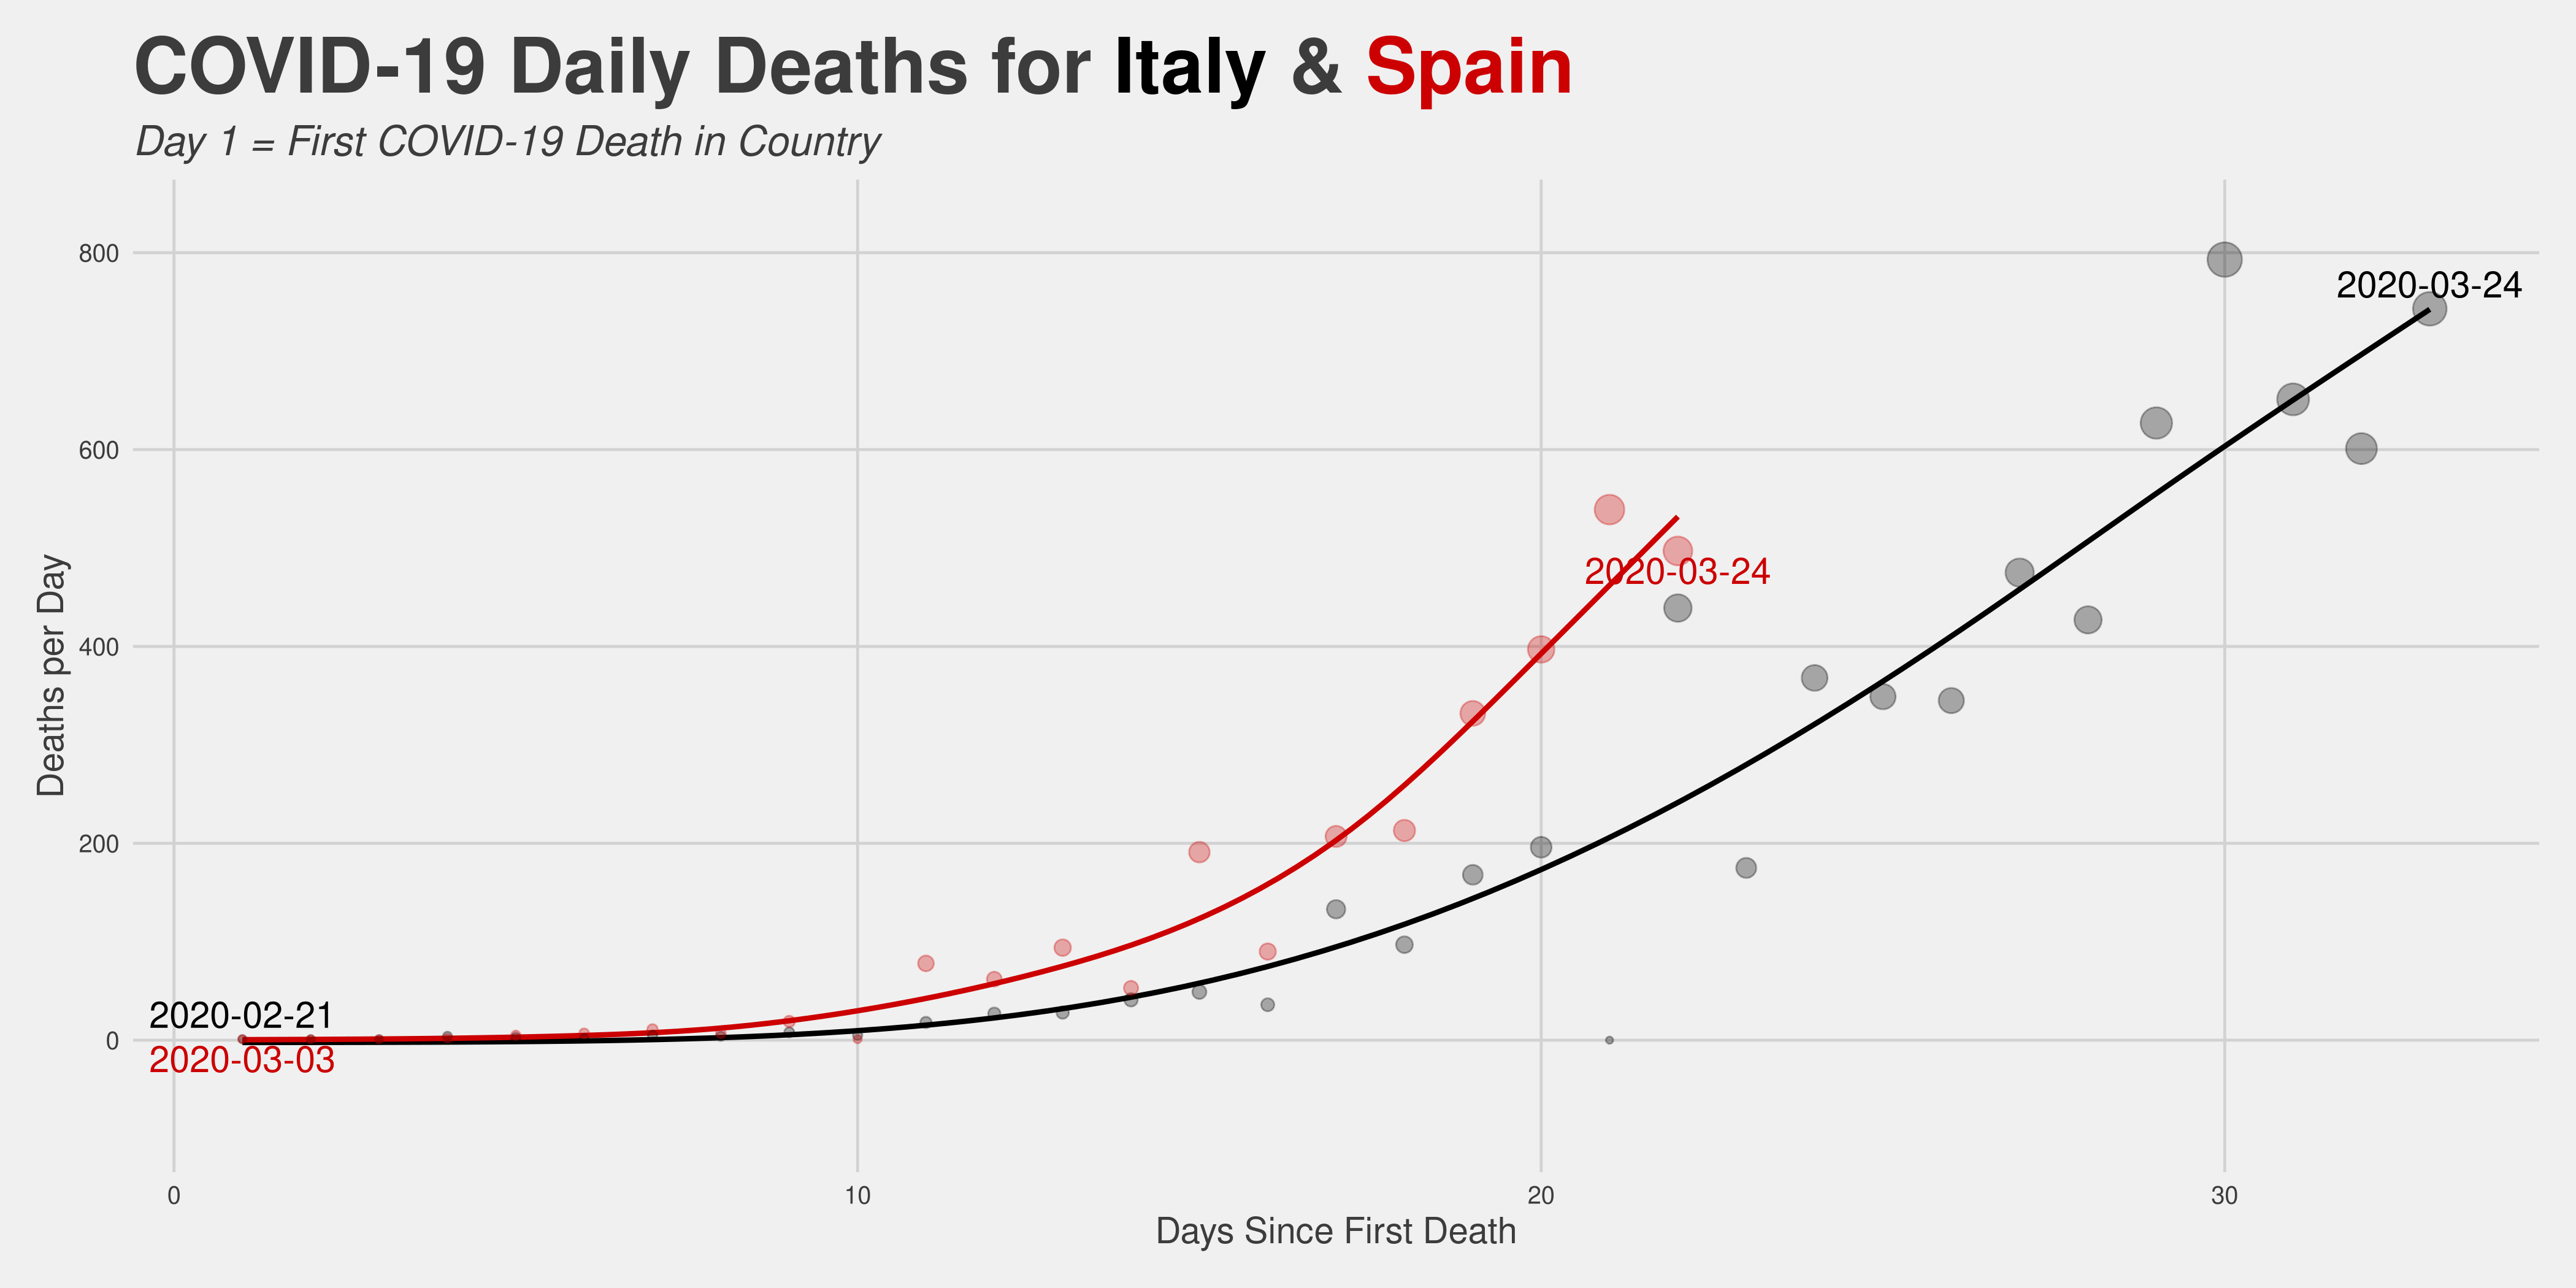 COVID-19 Daily Deaths for Italy & Spain
Day 1 = First COVID-19 Death in Country
Deaths per Day
800
600
400
200
0
2020-03-24
2020-03-24
2020-02-21
2020-03-03
0 10 20 30
Days Since First Death